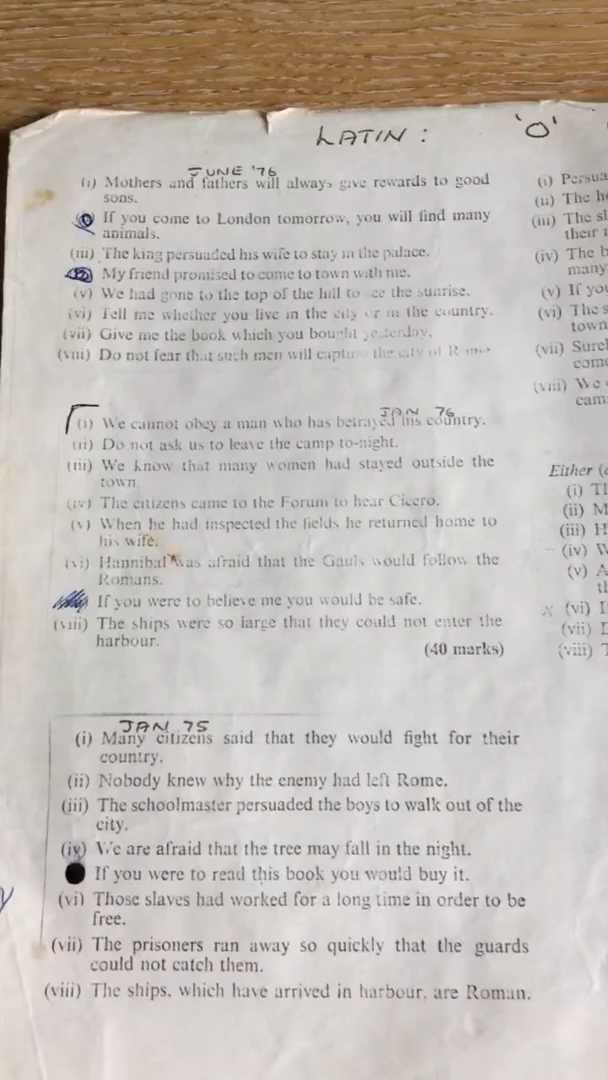 LATIN : 'O'
JUNE '76
(i) Mothers and fathers will always give rewards to good
sons.
If you come to London tomorrow, you will find many
animals.
(iii) The king persuaded his wife to stay in the palace.
My friend promised to come to town with me.
(v) We had gone to the top of the hill to see the sunrise.
(vi) Tell me whether you live in the city or in the country.
(vii) Give me the book which you bought yesterday.
(viii) Do not fear that such men will capture the city of Rome
JAN 76
(i) We cannot obey a man who has betrayed his country.
(ii) Do not ask us to leave the camp to-night.
(iii) We know that many women had stayed outside the
town
(iv) The citizens came to the Forum to hear Cicero.
(v) When he had inspected the fields he returned home to
his wife.
(vi) Hannibal was afraid that the Gauls would follow the
Romans.
If you were to believe me you would be safe.
(viii) The ships were so large that they could not enter the
harbour.
(40 marks)
JAN 75
(i) Many citizens said that they would fight for their
country.
(ii) Nobody knew why the enemy had left Rome.
(iii) The schoolmaster persuaded the boys to walk out of the
city.
(iv) We are afraid that the tree may fall in the night.
If you were to read this book you would buy it.
(vi) Those slaves had worked for a long time in order to be
free.
(vii) The prisoners ran away so quickly that the guards
could not catch them.
(viii) The ships, which have arrived in harbour, are Roman.
(i) Persua
(ii) The h
(iii) The sl
their
(iv) The b
many
(v) If you
(vi) The s
town
(vii) Surel
com
(viii) We
cam
Either (
(i) Tl
(ii) M
(iii) H
(iv) W
(v) A
th
x (vi) I
(vii) I
(viii) T